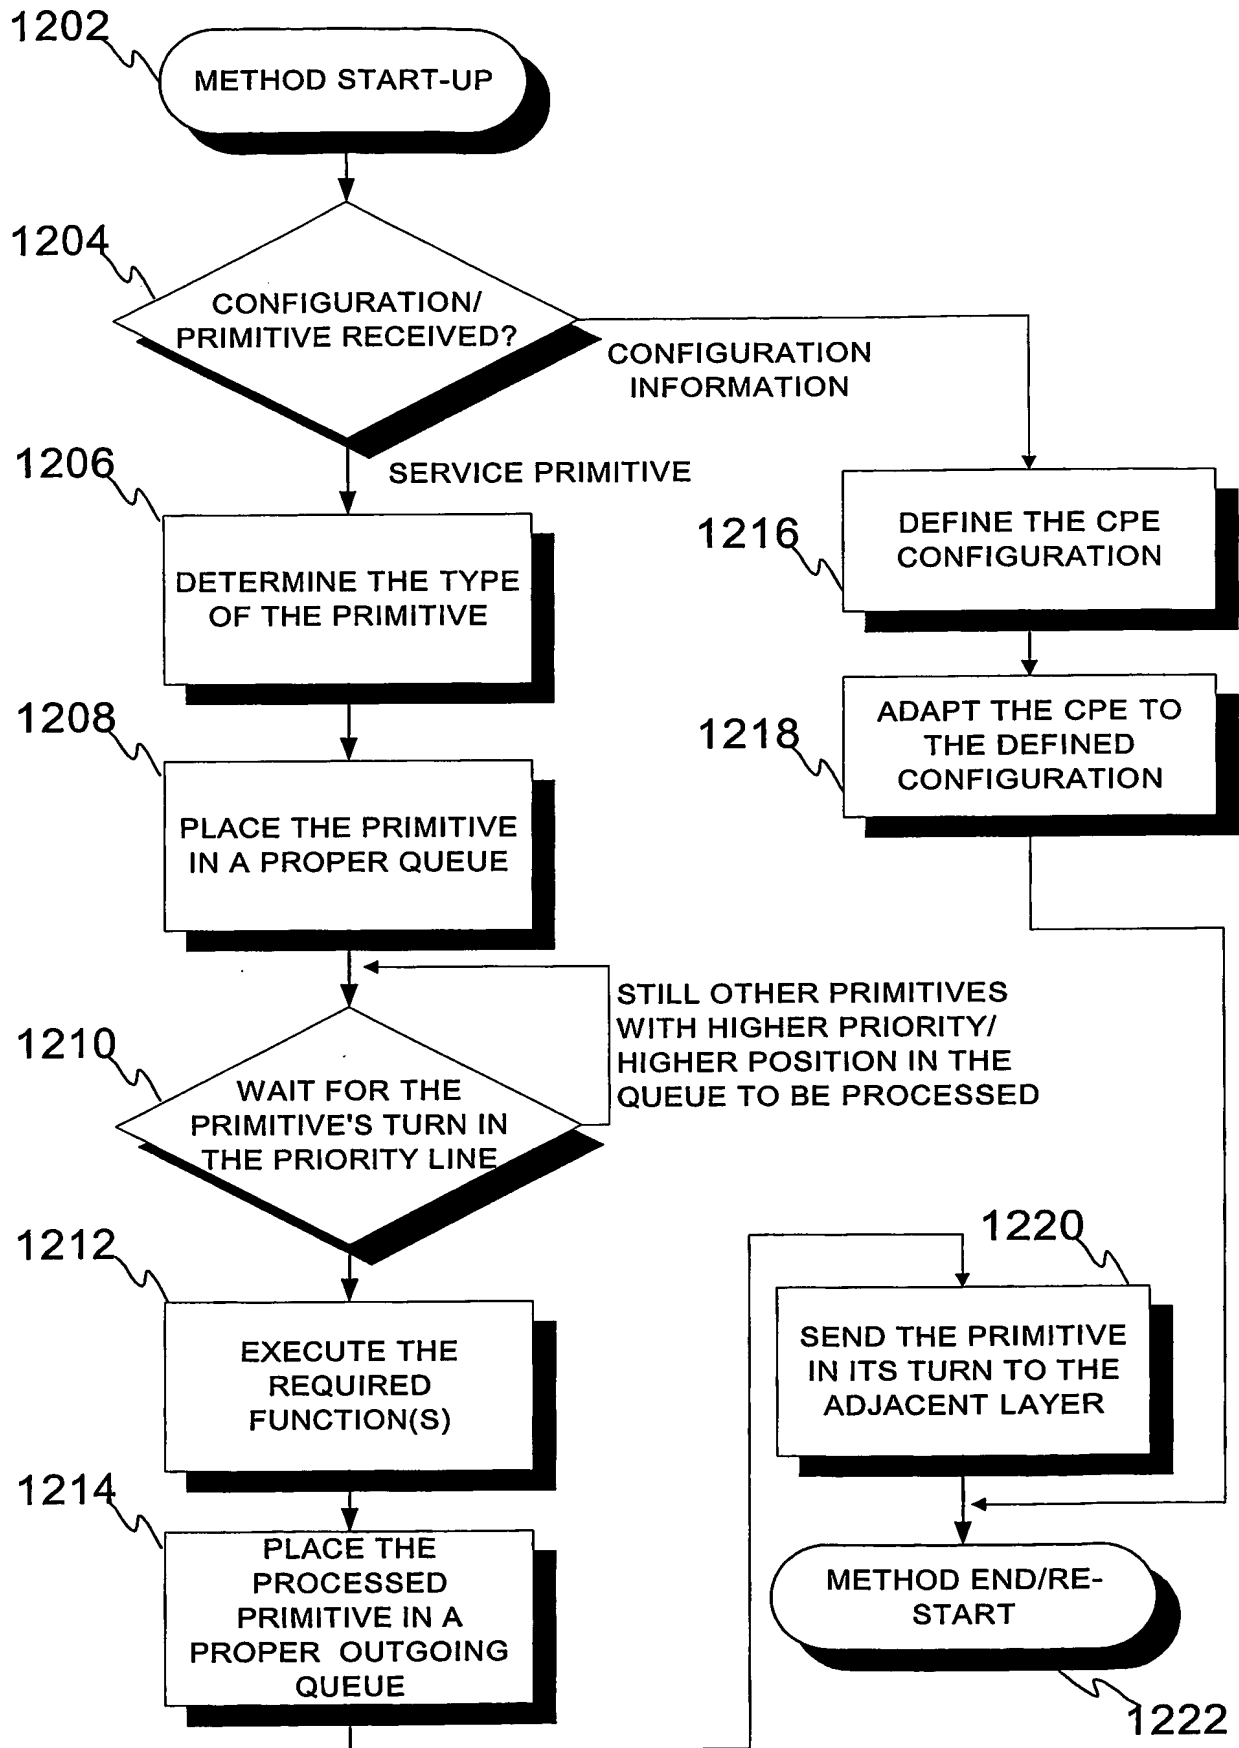 1202
METHOD START-UP
1204
CONFIGURATION/
PRIMITIVE RECEIVED?
CONFIGURATION
INFORMATION
1206
SERVICE PRIMITIVE
DETERMINE THE TYPE
OF THE PRIMITIVE
1216
DEFINE THE CPE
CONFIGURATION
1208
PLACE THE PRIMITIVE
IN A PROPER QUEUE
1218
ADAPT THE CPE TO
THE DEFINED
CONFIGURATION
1210
WAIT FOR THE
PRIMITIVE'S TURN IN
THE PRIORITY LINE
STILL OTHER PRIMITIVES
WITH HIGHER PRIORITY/
HIGHER POSITION IN THE
QUEUE TO BE PROCESSED
1212
EXECUTE THE
REQUIRED
FUNCTION(S)
1214
PLACE THE
PROCESSED
PRIMITIVE IN A
PROPER OUTGOING
QUEUE
1220
SEND THE PRIMITIVE
IN ITS TURN TO THE
ADJACENT LAYER
METHOD END/RE-
START
1222